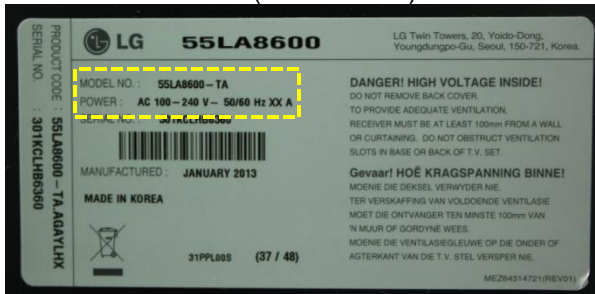 LG 55LA8600
LG Twin Towers, 20, Yoido-Dong,
Youngdungpo-Gu, Seoul, 150-721, Korea.
PRODUCT CODE : 55LA8600-TA.AGAYLHX
SERIAL NO. : 301KCLHB6360
MODEL NO. : 55LA8600-TA
POWER : AC 100-240 V~ 50/60 Hz XX A
SERIAL NO. : 301KCLHB6360
MANUFACTURED : JANUARY 2013
MADE IN KOREA
31PPL00S (37 / 48)
DANGER! HIGH VOLTAGE INSIDE!
DO NOT REMOVE BACK COVER.
TO PROVIDE ADEQUATE VENTILATION,
RECEIVER MUST BE AT LEAST 100mm FROM A WALL
OR CURTAINING. DO NOT OBSTRUCT VENTILATION
SLOTS IN BASE OR BACK OF T.V. SET.
Gevaar! HOË KRAGSPANNING BINNE!
MOENIE DIE DEKSEL VERWYDER NIE.
TER VERSKAFFING VAN VOLDOENDE VENTILASIE
MOET DIE ONTVANGER TEN MINSTE 100mm VAN
'N MUUR OF GORDYNE WEES.
MOENIE DIE VENTILASIEGLEUWE OP DIE ONDER OF
AGTERKANT VAN DIE T.V. STEL VERSPER NIE.
MEZ64314721(REV01)